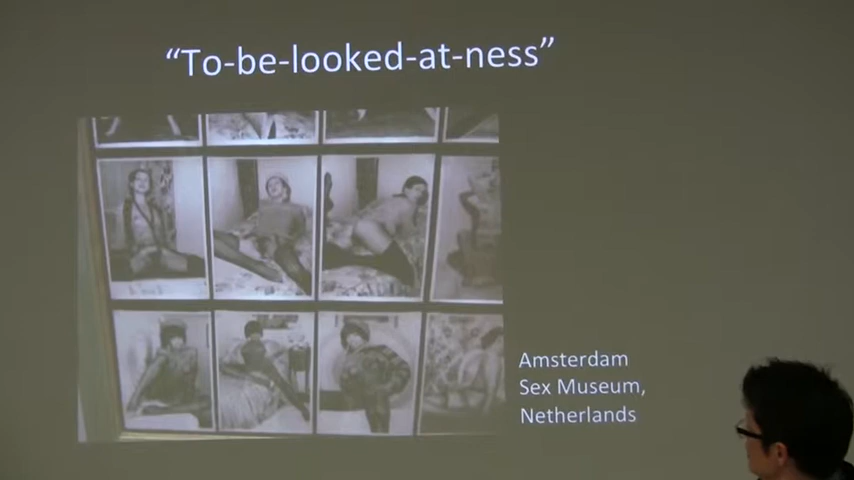 “To-be-looked-at-ness”
Amsterdam
Sex Museum,
Netherlands